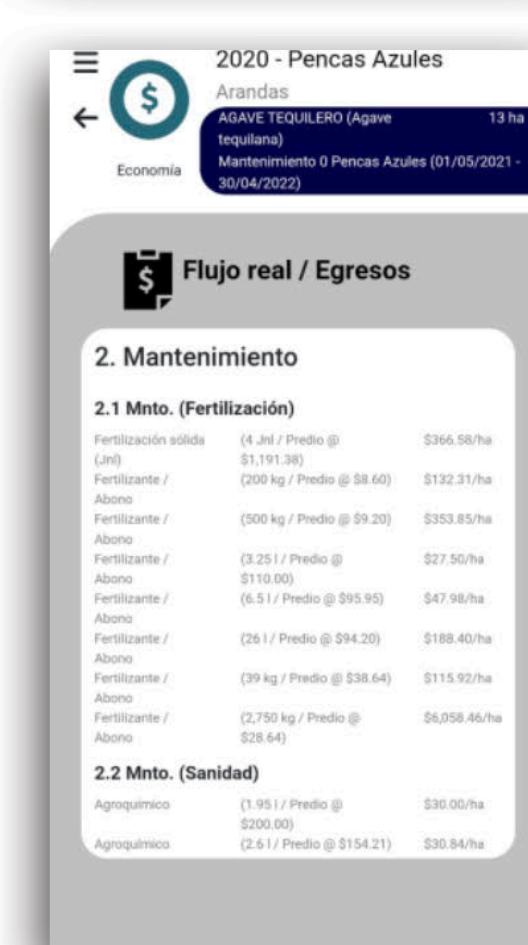 2020 - Pencas Azules
Arandas
AGAVE TEQUILERO (Agave 13 ha
tequilana)
Mantenimiento 0 Pencas Azules (01/05/2021 -
30/04/2022)
Economía
$
Flujo real / Egresos
2. Mantenimiento
2.1 Mnto. (Fertilización)
Fertilización sólida (4 Jnl / Predio @ $366.58/ha
(Jnl) $1,191.38)
Fertilizante / (200 kg / Predio @ $8.60) $132.31/ha
Abono
Fertilizante / (500 kg / Predio @ $9.20) $353.85/ha
Abono
Fertilizante / (3.25 l / Predio @ $27.50/ha
Abono $110.00)
Fertilizante / (6.5 l / Predio @ $95.95) $47.98/ha
Abono
Fertilizante / (26 l / Predio @ $94.20) $188.40/ha
Abono
Fertilizante / (39 kg / Predio @ $38.64) $115.92/ha
Abono
Fertilizante / (2,750 kg / Predio @ $6,058.46/ha
Abono $28.64)
2.2 Mnto. (Sanidad)
Agroquímico (1.95 l / Predio @ $30.00/ha
$200.00)
Agroquímico (2.6 l / Predio @ $154.21) $30.84/ha